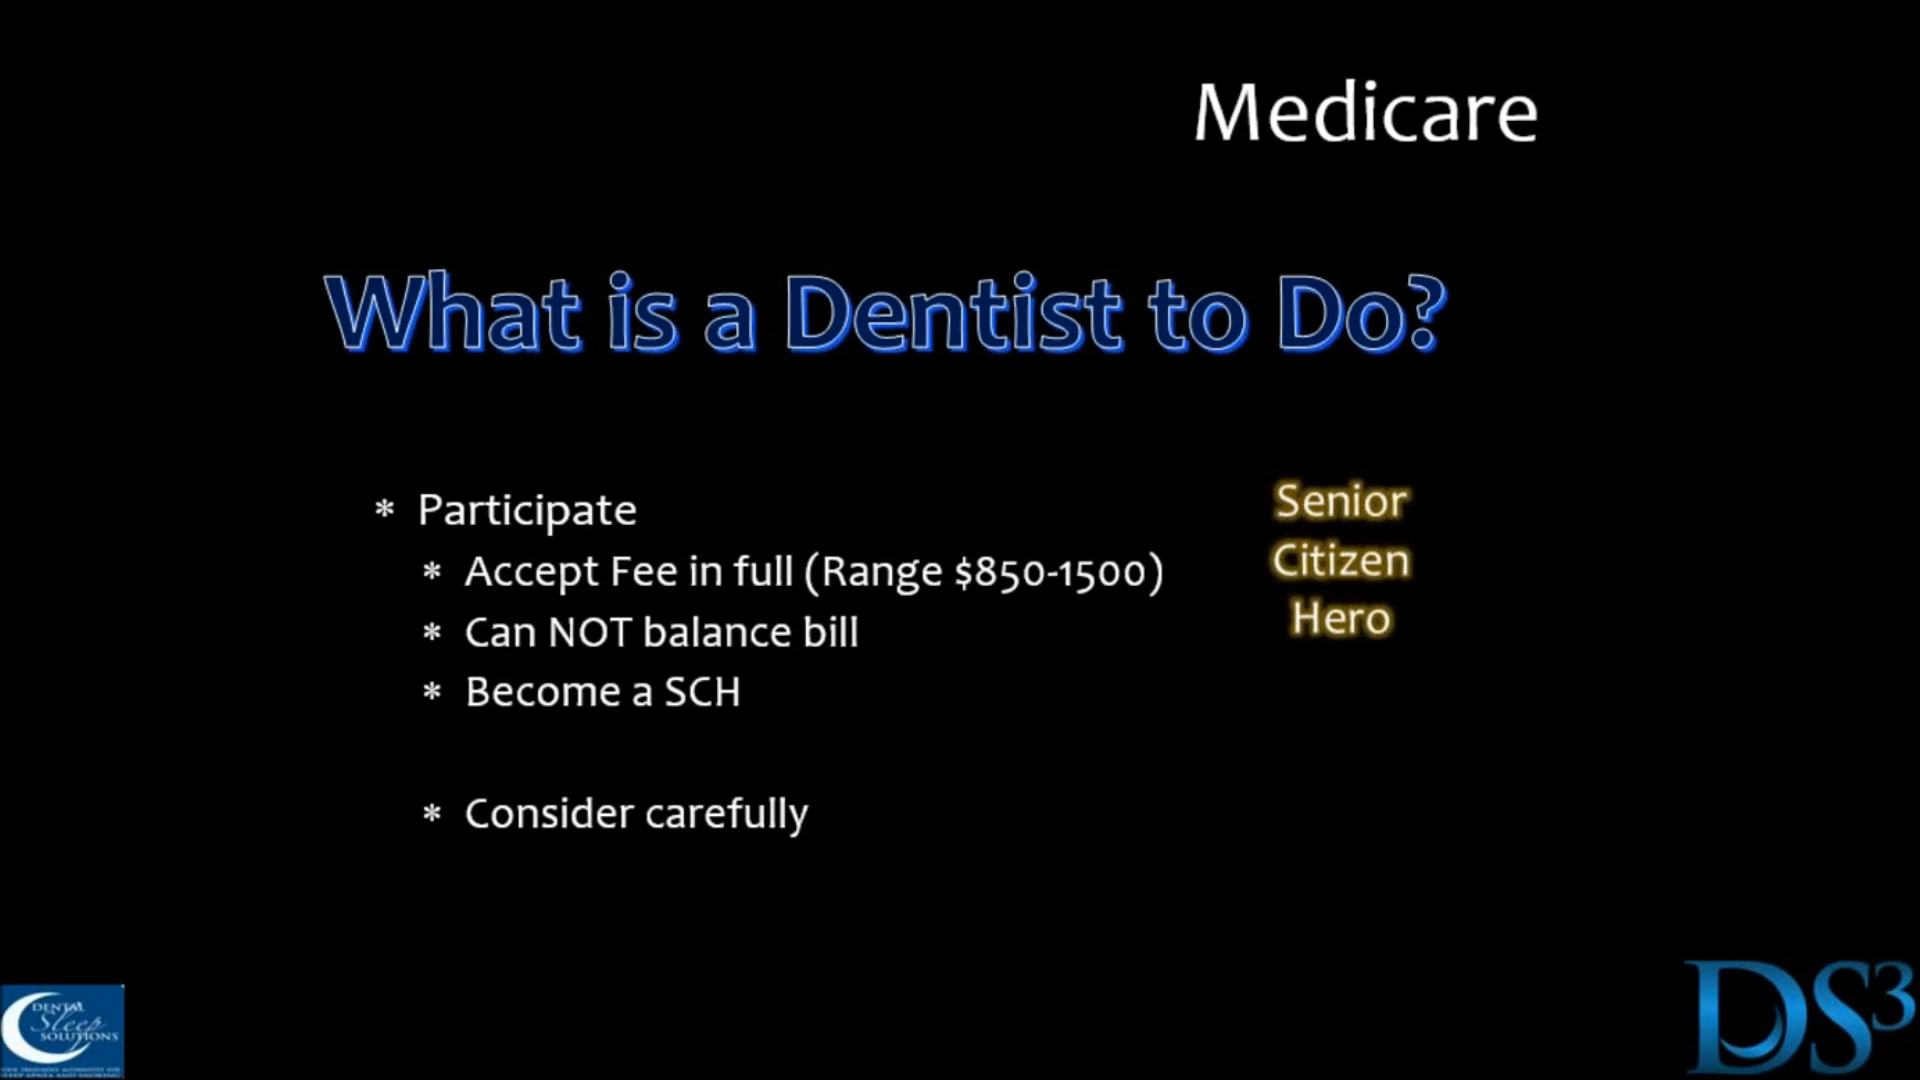 Medicare
What is a Dentist to Do?
* Participate
* Accept Fee in full (Range $850-1500)
* Can NOT balance bill
* Become a SCH
* Consider carefully
Senior
Citizen
Hero
DENTAL
Sleep
SOLUTIONS
DS³